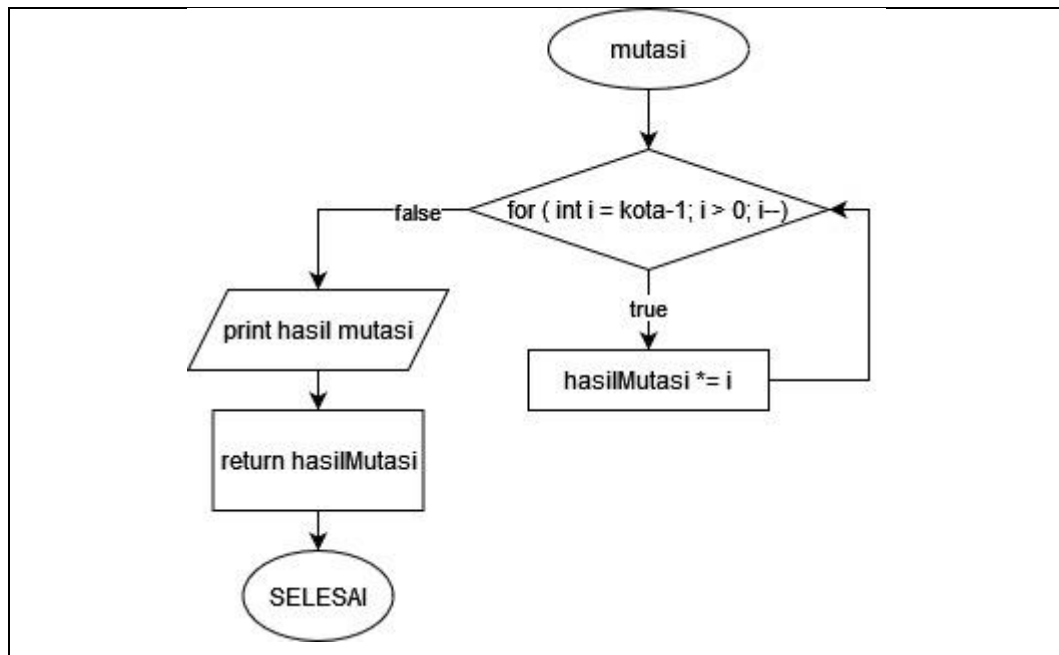 mutasi
for ( int i = kota-1; i > 0; i--)
false
true
print hasil mutasi
hasilMutasi *= i
return hasilMutasi
SELESAI